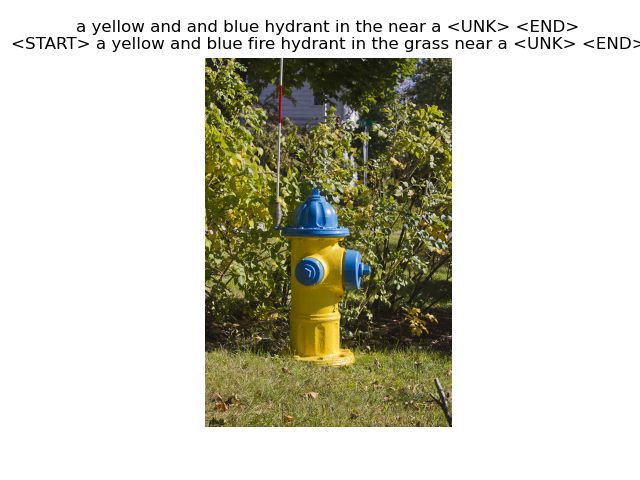 a yellow and and blue hydrant in the near a <UNK> <END>
<START> a yellow and blue fire hydrant in the grass near a <UNK> <END>